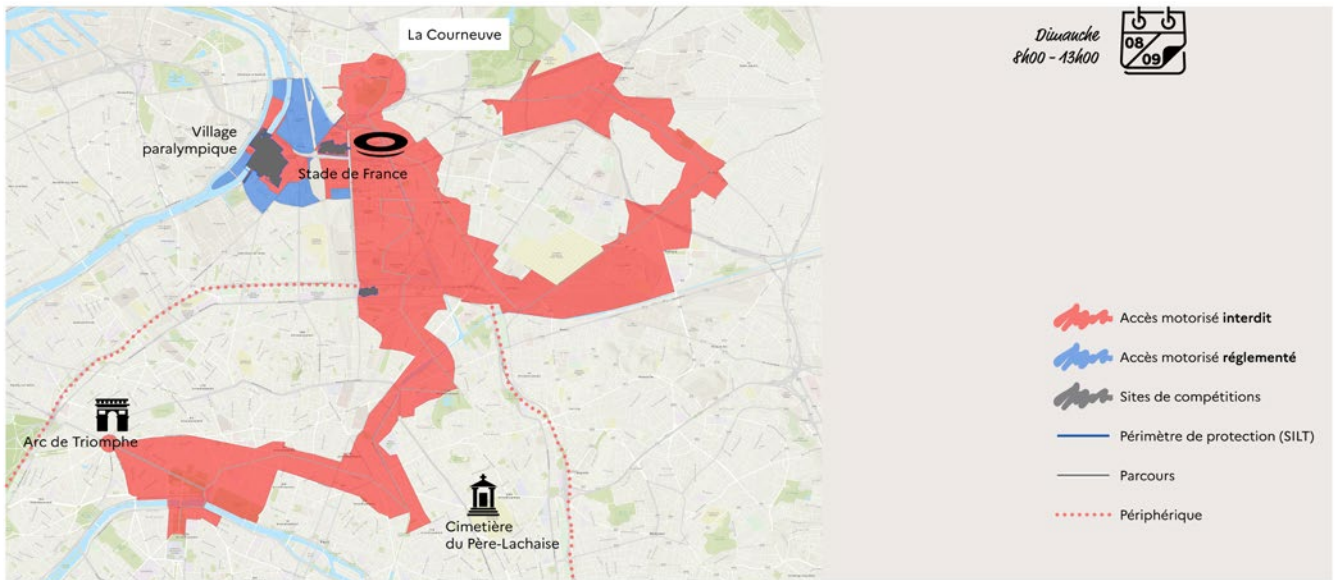 La Courneuve
Dimanche
8h00 - 13h00
08
09
Village
paralympique
Stade de France
Arc de Triomphe
Cimetière
du Père-Lachaise
Accès motorisé interdit
Accès motorisé réglementé
Sites de compétitions
Périmètre de protection (SILT)
Parcours
Périphérique